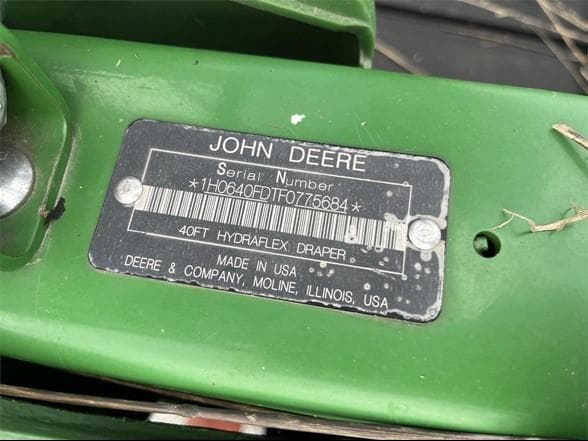 JOHN DEERE
Serial Number
*1H0640FDTF0775684*
40FT HYDRAFLEX DRAPER
MADE IN USA
DEERE & COMPANY, MOLINE, ILLINOIS, USA